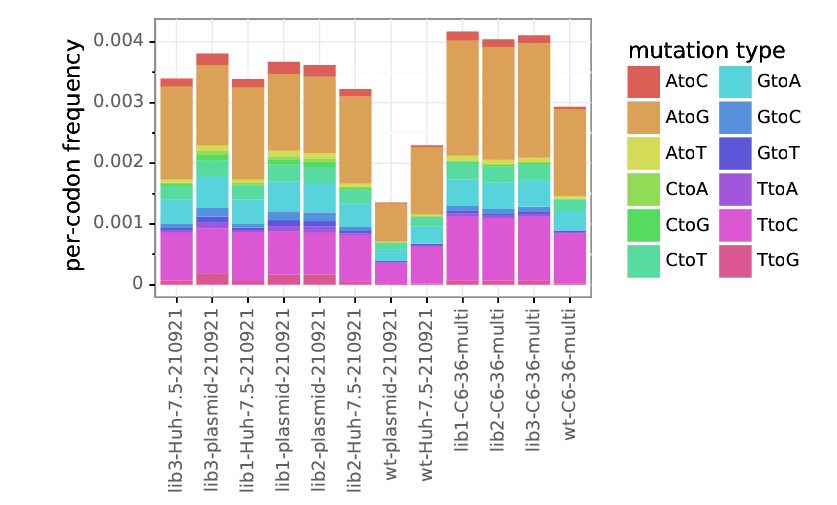 per-codon frequency
0.004
0.003
0.002
0.001
0
lib3-Huh-7.5-210921
lib3-plasmid-210921
lib1-Huh-7.5-210921
lib1-plasmid-210921
lib2-plasmid-210921
lib2-Huh-7.5-210921
wt-plasmid-210921
wt-Huh-7.5-210921
lib1-C6-36-multi
lib2-C6-36-multi
lib3-C6-36-multi
wt-C6-36-multi
mutation type
AtoC
AtoG
AtoT
CtoA
CtoG
CtoT
GtoA
GtoC
GtoT
TtoA
TtoC
TtoG